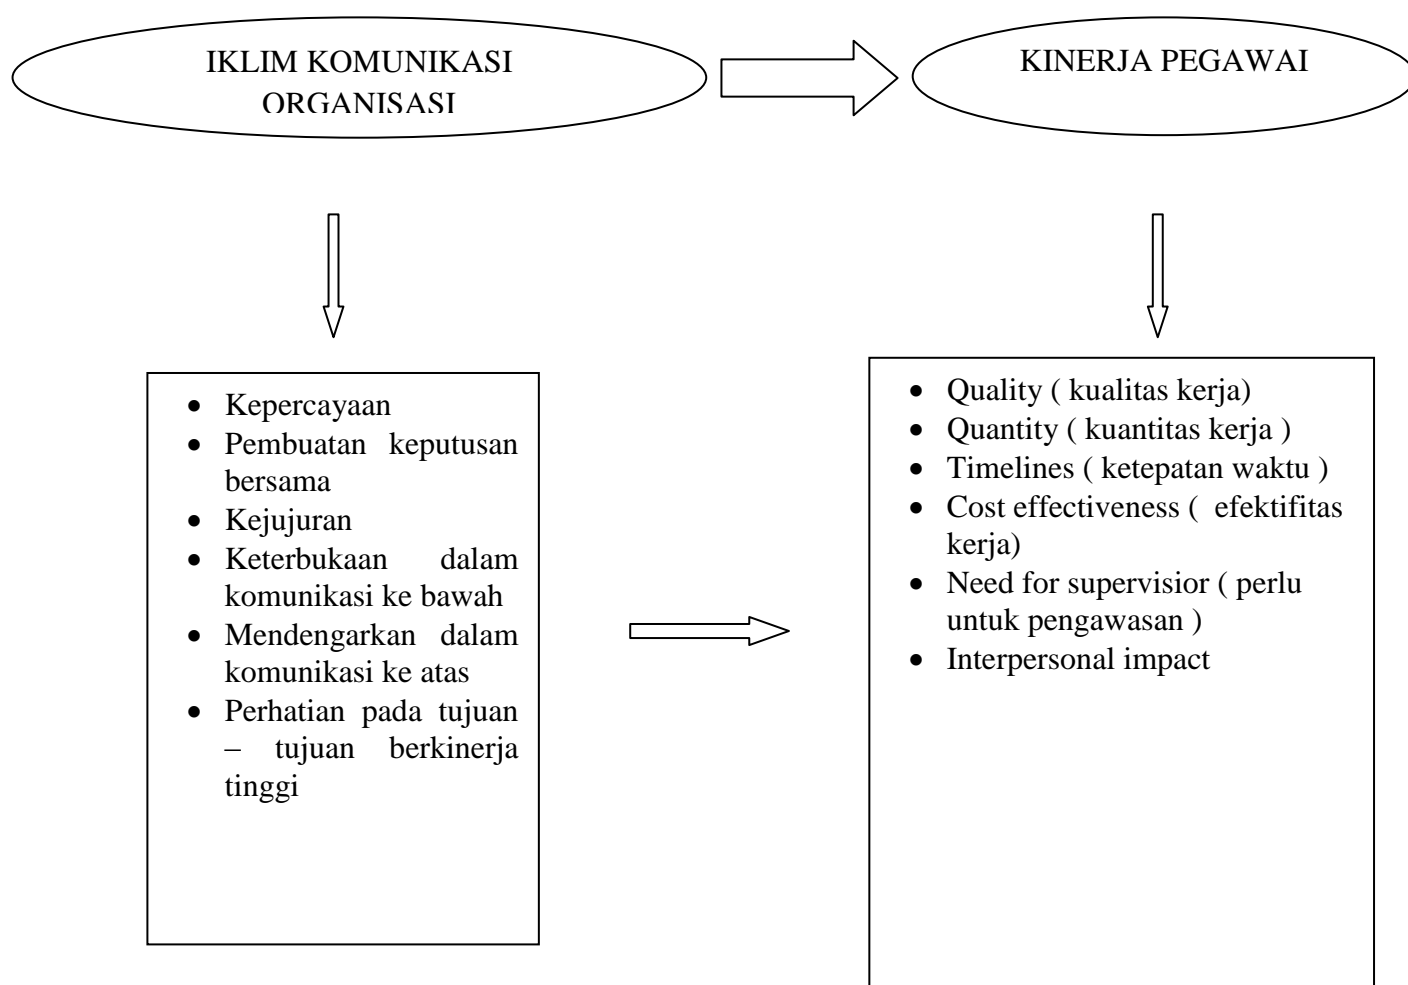 IKLIM KOMUNIKASI
ORGANISASI
KINERJA PEGAWAI
• Kepercayaan
• Pembuatan keputusan
bersama
• Kejujuran
• Keterbukaan dalam
komunikasi ke bawah
• Mendengarkan dalam
komunikasi ke atas
• Perhatian pada tujuan
– tujuan berkinerja
tinggi
• Quality ( kualitas kerja)
• Quantity ( kuantitas kerja )
• Timelines ( ketepatan waktu )
• Cost effectiveness ( efektifitas
kerja)
• Need for supervisior ( perlu
untuk pengawasan )
• Interpersonal impact